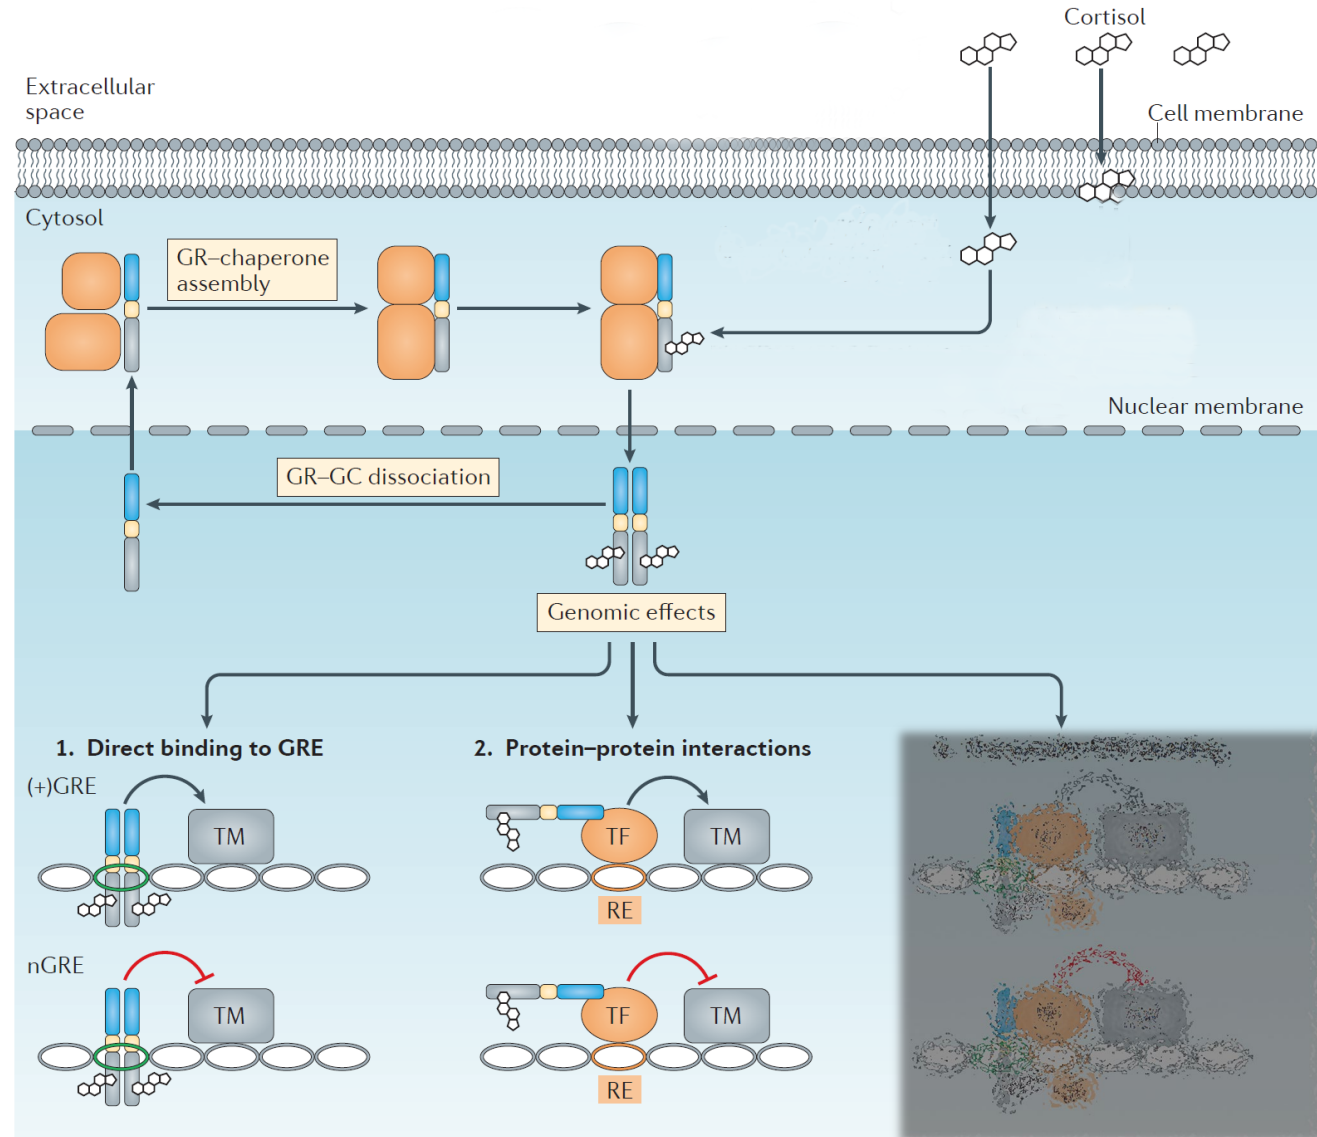 Cortisol
Extracellular
space
Cell membrane
Cytosol
GR–chaperone
assembly
Nuclear membrane
GR–GC dissociation
Genomic effects
1. Direct binding to GRE
2. Protein–protein interactions
(+)GRE
TM
TF
TM
RE
nGRE
TM
TF
TM
RE